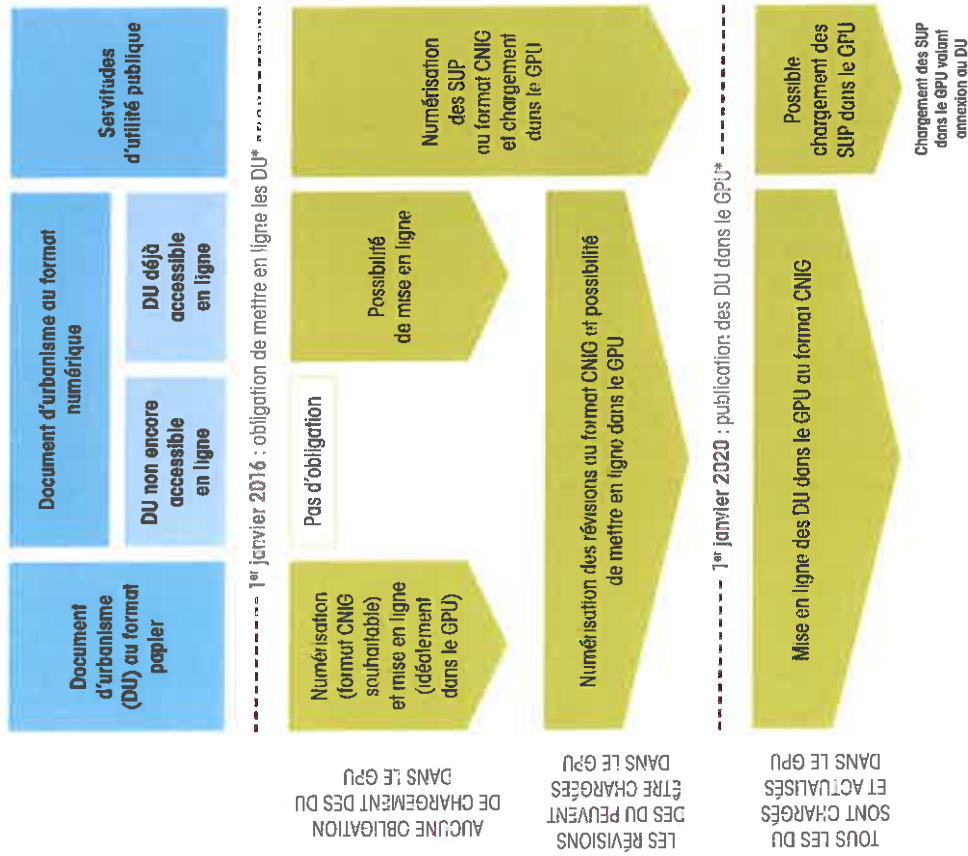 Document
d'urbanisme
(DU) au format
papier
Document d'urbanisme au format
numérique
DU non encore
accessible
en ligne
DU déjà
accessible
en ligne
Servitudes
d'utilité publique
1er janvier 2016 : obligation de mettre en ligne les DU*
AUCUNE OBLIGATION
DE CHARGEMENT DES DU
DANS LE GPU
Numérisation
(format CNIG
souhaitable)
et mise en ligne
(idéalement
dans le GPU)
Pas d'obligation
Possibilité
de mise en ligne
Numérisation
des SUP
au format CNIG
et chargement
dans le GPU
LES RÉVISIONS
DES DU PEUVENT
ÊTRE CHARGÉES
DANS LE GPU
Numérisation des révisions au format CNIG et possibilité
de mettre en ligne dans le GPU
1er janvier 2020 : publication des DU dans le GPU*
TOUS LES DU
SONT CHARGÉS
ET ACTUALISÉS
DANS LE GPU
Mise en ligne des DU dans le GPU au format CNIG
Possible
chargement des
SUP dans le GPU
Chargement des SUP
dans le GPU valant
annexion au DU